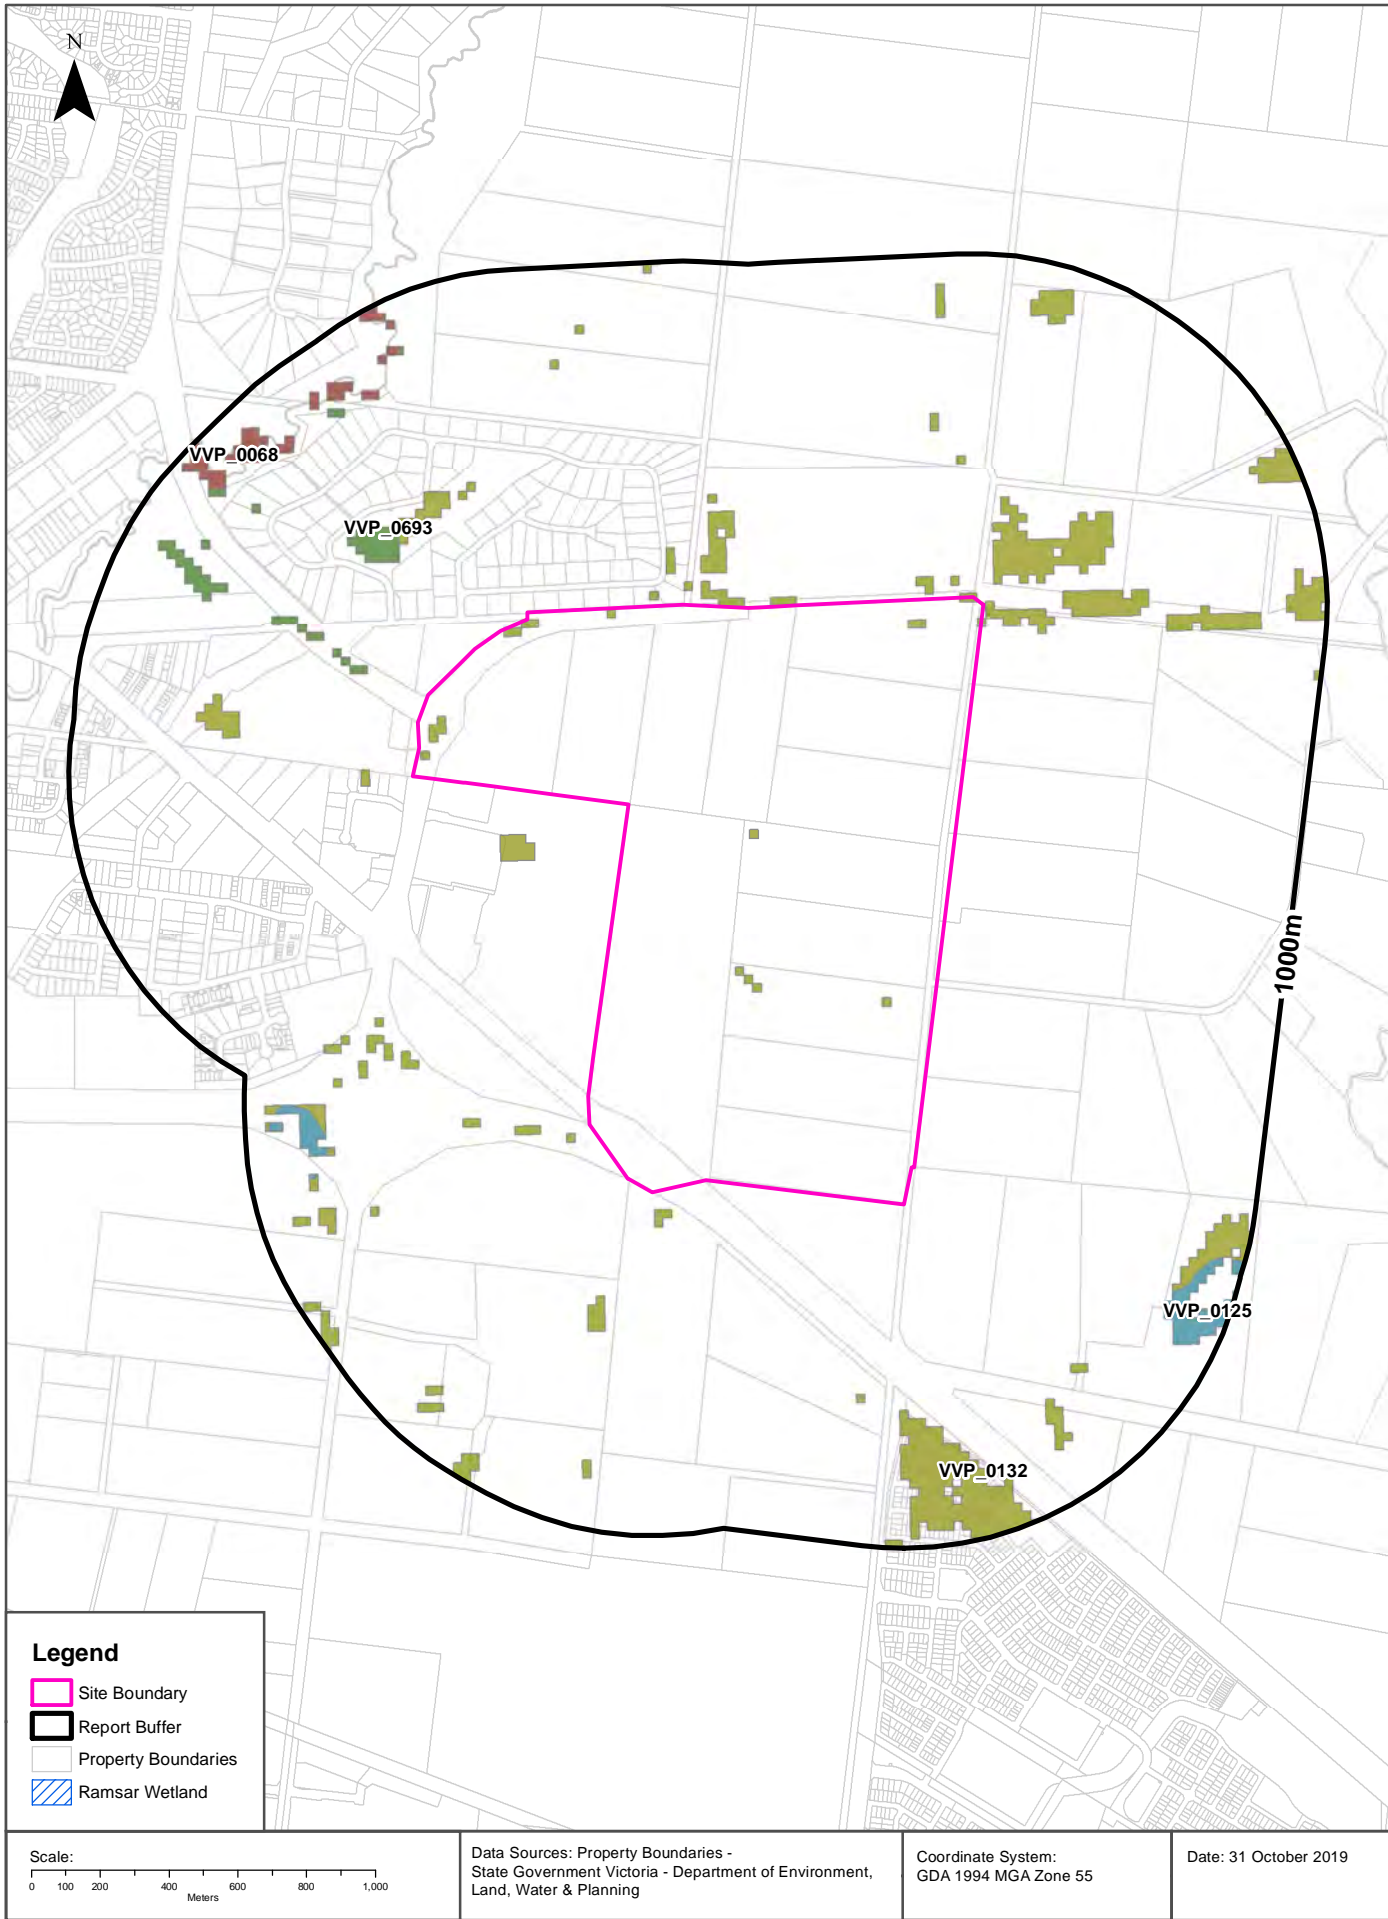 N
VVP_0068
VVP_0693
1000m
VVP_0125
VVP_0132
Legend
Site Boundary
Report Buffer
Property Boundaries
Ramsar Wetland
Scale:
0 100 200 400 600 800 1,000
Meters
Data Sources: Property Boundaries -
State Government Victoria - Department of Environment,
Land, Water & Planning
Coordinate System:
GDA 1994 MGA Zone 55
Date: 31 October 2019